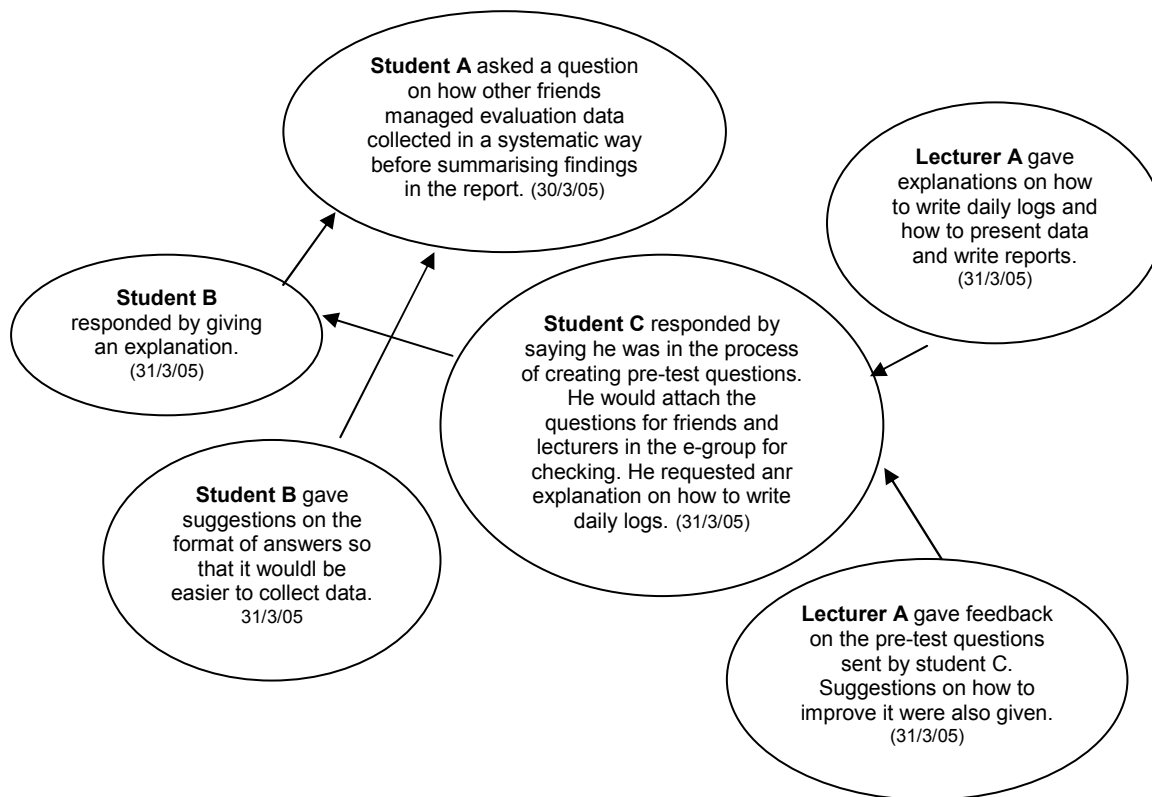 Student A asked a question
on how other friends
managed evaluation data
collected in a systematic way
before summarising findings
in the report. (30/3/05)
Lecturer A gave
explanations on how
to write daily logs and
how to present data
and write reports.
(31/3/05)
Student B
responded by giving
an explanation.
(31/3/05)
Student C responded by
saying he was in the process
of creating pre-test questions.
He would attach the
questions for friends and
lecturers in the e-group for
checking. He requested anr
explanation on how to write
daily logs. (31/3/05)
Student B gave
suggestions on the
format of answers so
that it wouldl be
easier to collect data.
31/3/05
Lecturer A gave feedback
on the pre-test questions
sent by student C.
Suggestions on how to
improve it were also given.
(31/3/05)